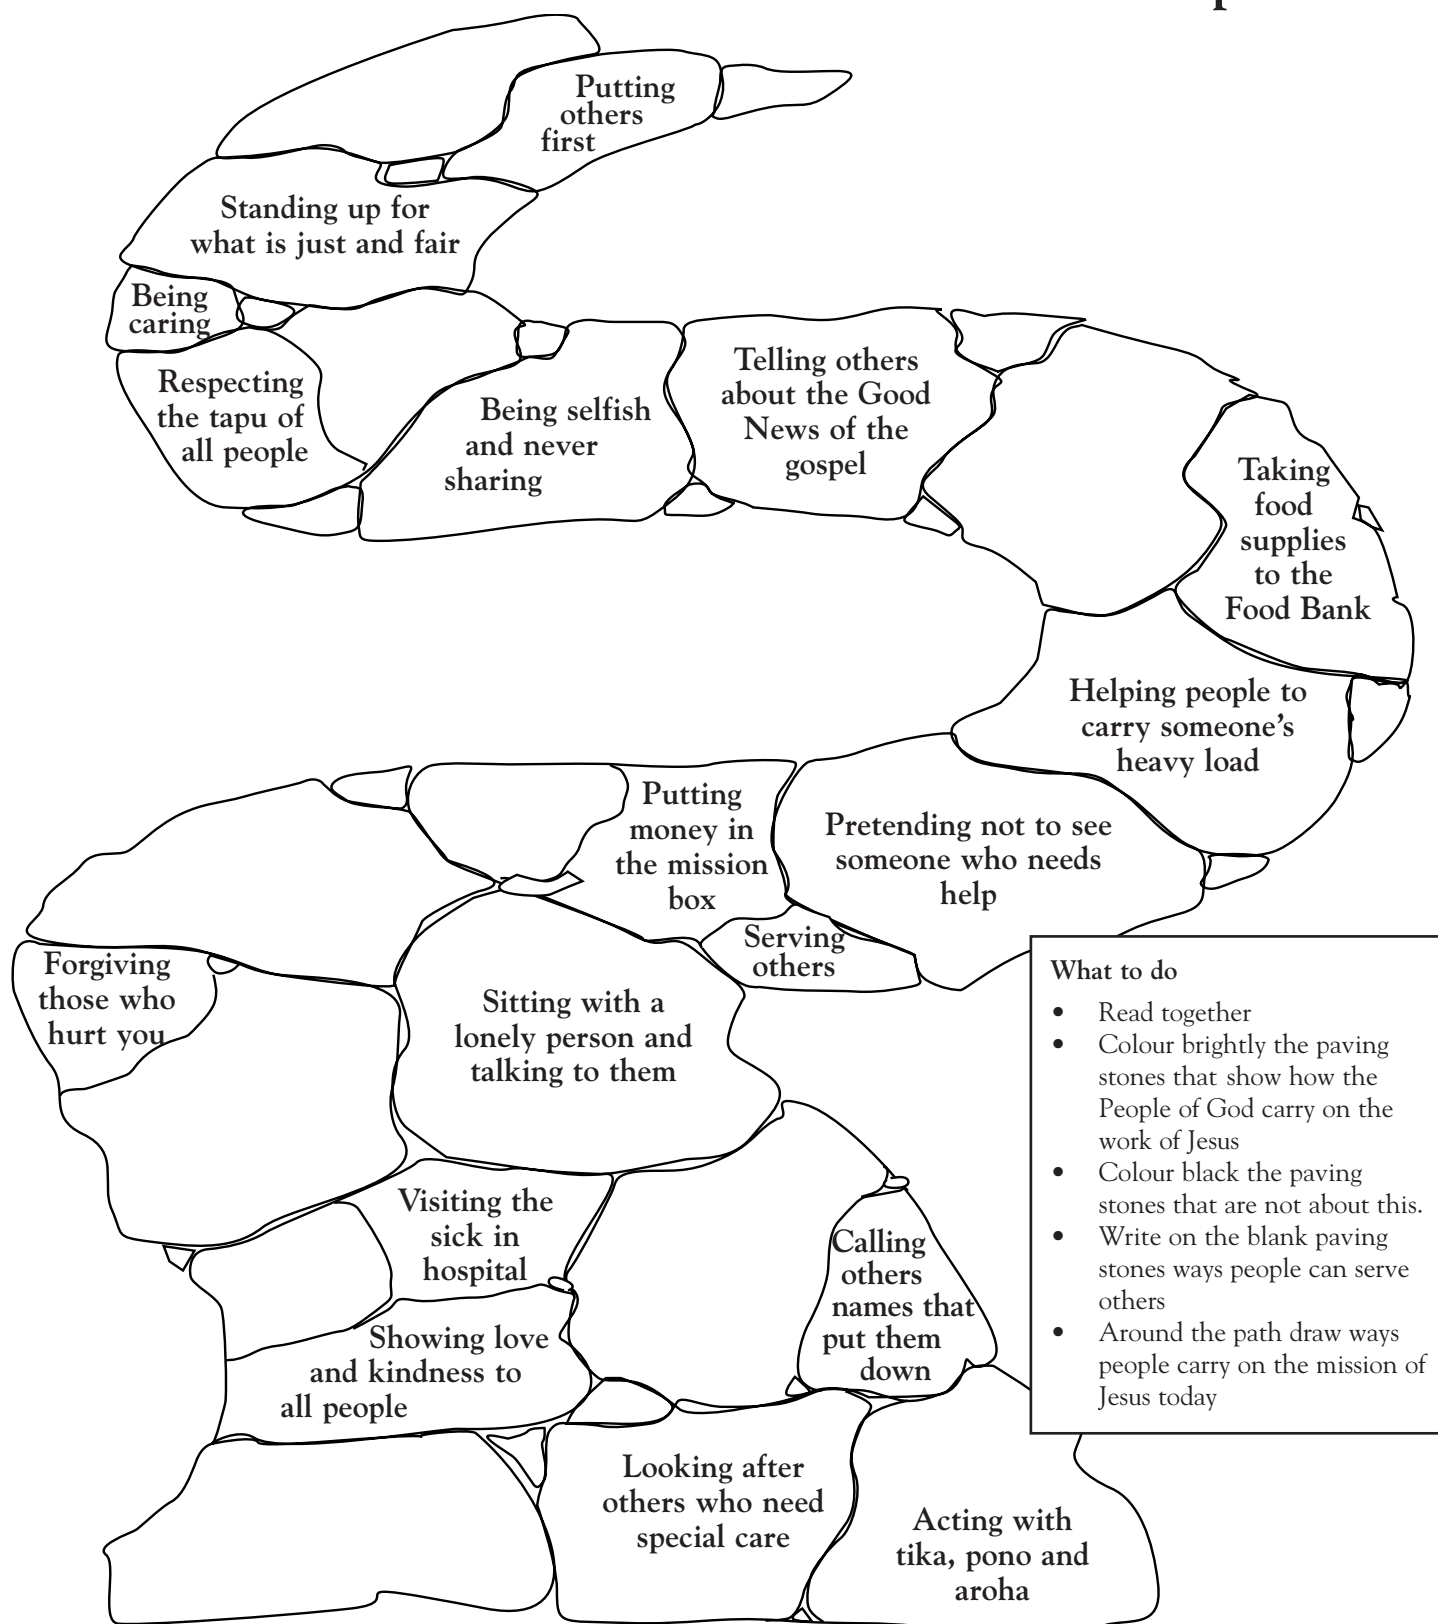 Putting
others
first
Standing up for
what is just and fair
Being
caring
Respecting
the tapu of
all people
Being selfish
and never
sharing
Telling others
about the Good
News of the
gospel
Taking
food
supplies
to the
Food Bank
Helping people to
carry someone’s
heavy load
Pretending not to see
someone who needs
help
Putting
money in
the mission
box
Serving
others
Forgiving
those who
hurt you
Sitting with a
lonely person and
talking to them
Visiting the
sick in
hospital
Calling
others
names that
put them
down
Showing love
and kindness to
all people
Looking after
others who need
special care
Acting with
tika, pono and
aroha
What to do
• Read together
• Colour brightly the paving
stones that show how the
People of God carry on the
work of Jesus
• Colour black the paving
stones that are not about this.
• Write on the blank paving
stones ways people can serve
others
• Around the path draw ways
people carry on the mission of
Jesus today